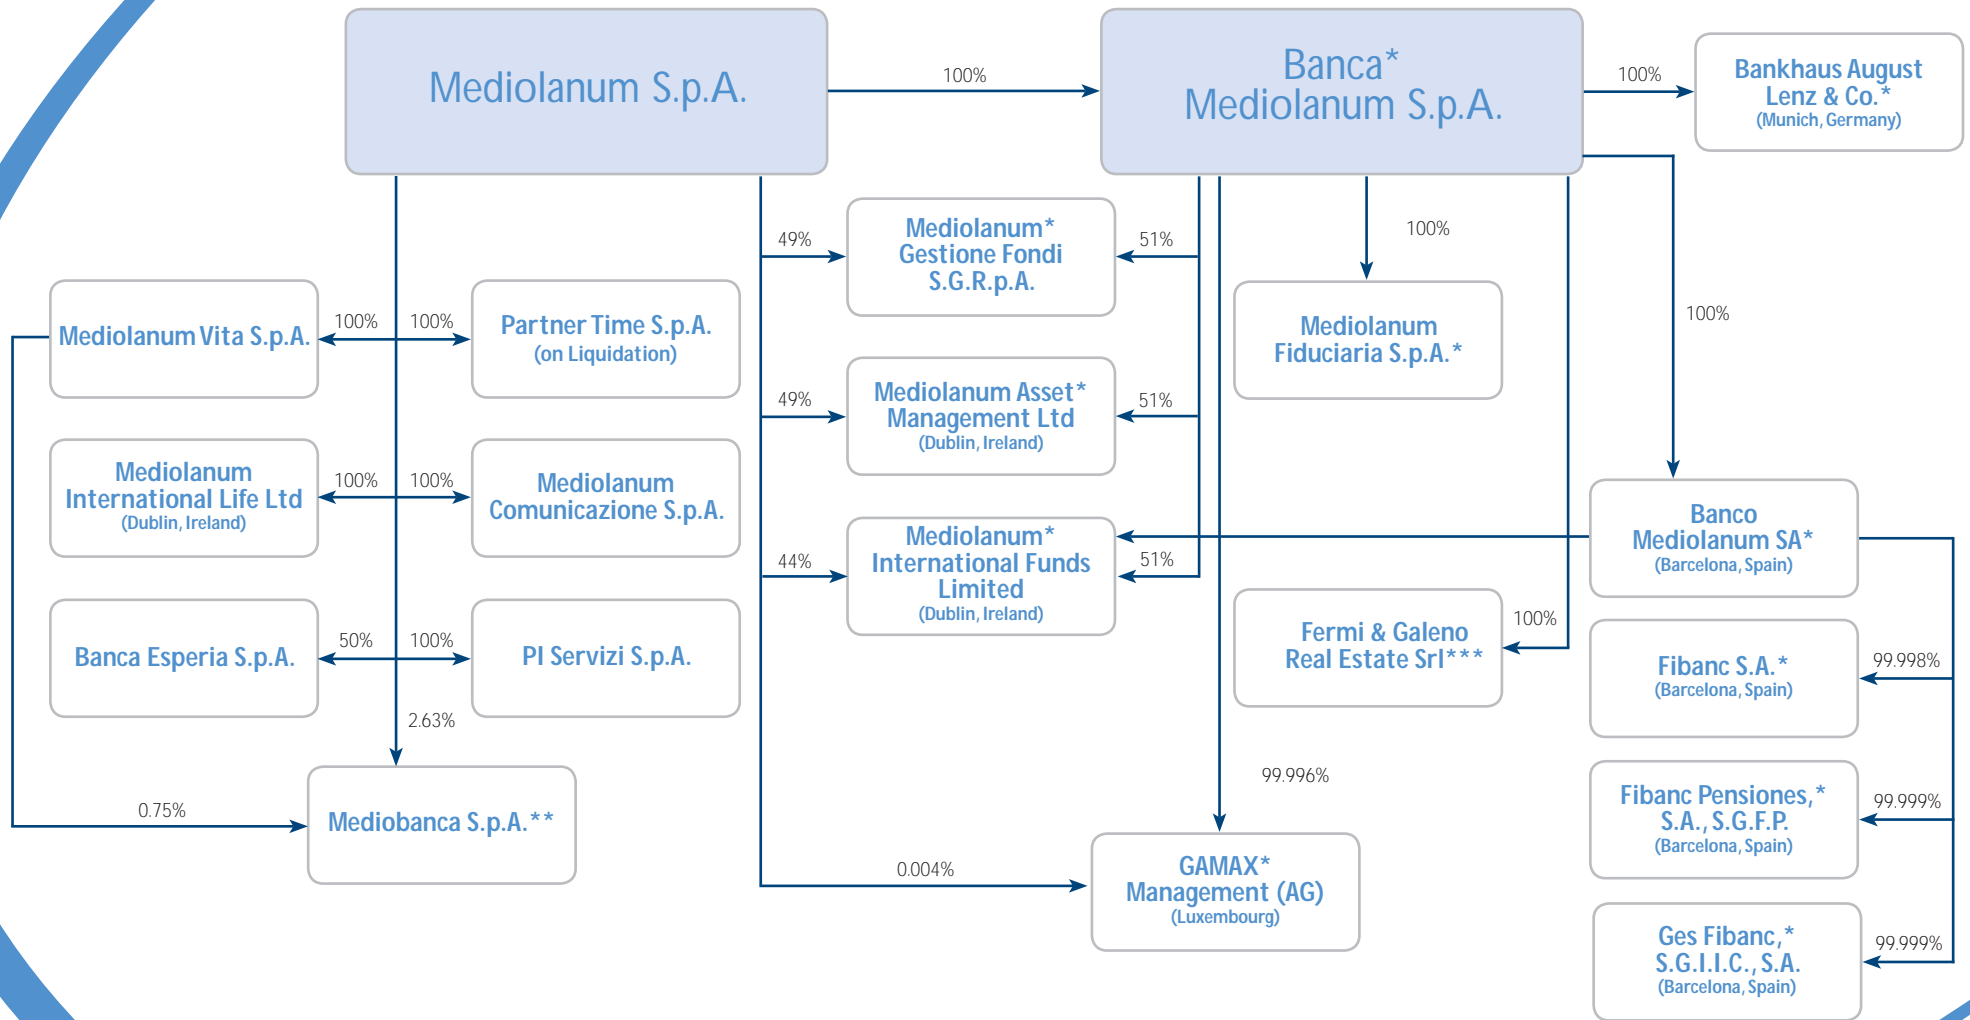 Mediolanum S.p.A.
100%
Banca*
Mediolanum S.p.A.
100%
Bankhaus August
Lenz & Co.*
(Munich, Germany)
49%
Mediolanum*
Gestione Fondi
S.G.R.p.A.
51%
100%
100%
Mediolanum Vita S.p.A.
100%
100%
Partner Time S.p.A.
(on Liquidation)
Mediolanum
Fiduciaria S.p.A.*
49%
Mediolanum Asset*
Management Ltd
(Dublin, Ireland)
51%
Mediolanum
International Life Ltd
(Dublin, Ireland)
100%
100%
Mediolanum
Comunicazione S.p.A.
44%
Mediolanum*
International Funds
Limited
(Dublin, Ireland)
51%
Banco
Mediolanum SA*
(Barcelona, Spain)
Banca Esperia S.p.A.
50%
100%
PI Servizi S.p.A.
Fermi & Galeno
Real Estate Srl***
100%
Fibanc S.A.*
(Barcelona, Spain)
99.998%
2.63%
0.75%
Mediobanca S.p.A.**
99.996%
Fibanc Pensiones,*
S.A., S.G.F.P.
(Barcelona, Spain)
99.999%
0.004%
GAMAX*
Management (AG)
(Luxembourg)
Ges Fibanc,*
S.G.I.I.C., S.A.
(Barcelona, Spain)
99.999%